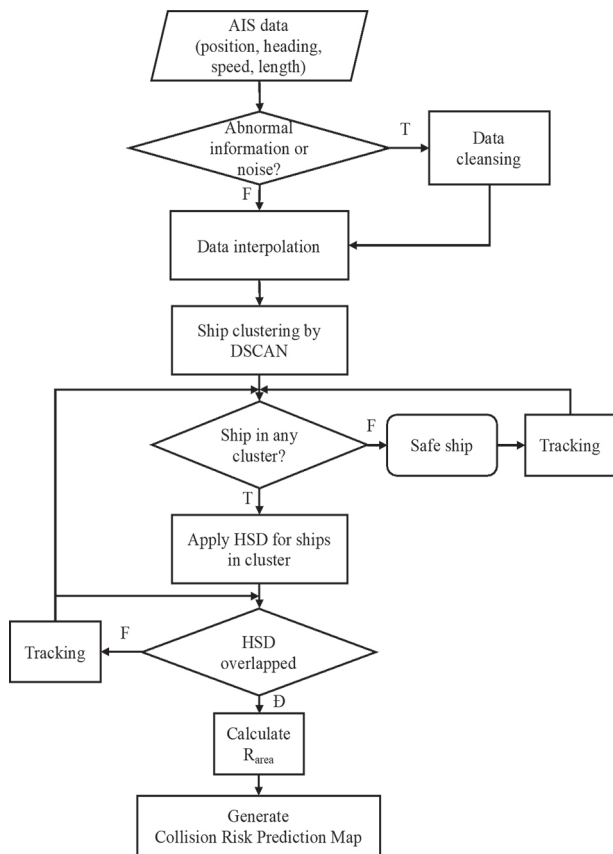 AIS data
(position, heading,
speed, length)
Abnormal
information or
noise?
T
Data
cleansing
F
Data interpolation
Ship clustering by
DSCAN
Ship in any
cluster?
F
Safe ship
Tracking
T
Apply HSD for ships
in cluster
Tracking
F
HSD
overlapped
Đ
Calculate
Rarea
Generate
Collision Risk Prediction Map